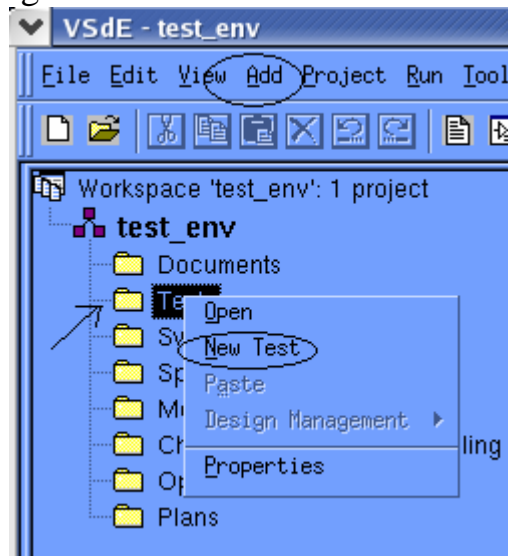 VSdE - test_env
File Edit View Add Project Run Tool
Workspace 'test_env': 1 project
test_env
Documents
Open
New Test
Paste
Design Management
Properties
ling
Plans